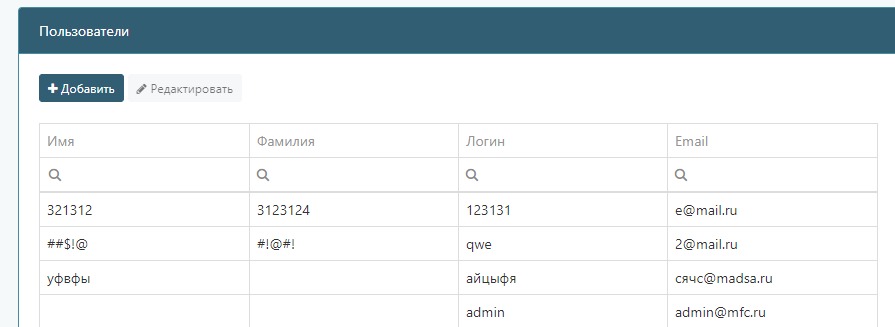 Пользователи
Добавить Редактировать
Имя Фамилия Логин Email
321312 3123124 123131 e@mail.ru
##$!@ #!@#! qwe 2@mail.ru
уфвфы айцыфя сячс@madsa.ru
admin admin@mfc.ru